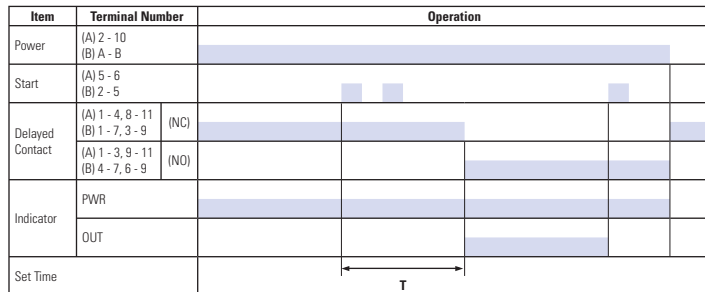 Item Terminal Number Operation
Power (A) 2 - 10
(B) A - B
Start (A) 5 - 6
(B) 2 - 5
Delayed Contact (A) 1 - 4, 8 - 11
(B) 1 - 7, 3 - 9 (NC)
(A) 1 - 3, 9 - 11
(B) 4 - 7, 6 - 9 (NO)
Indicator PWR
OUT
Set Time T